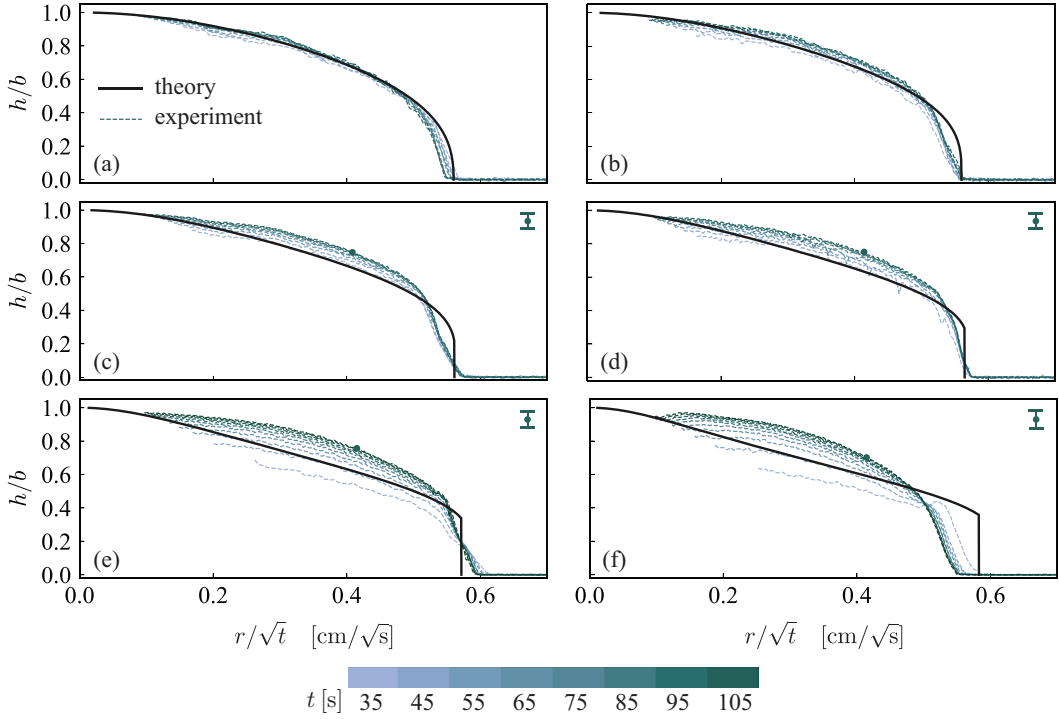 1.0
0.8
0.6
0.4
0.2
0.0
h/b
theory
experiment
(a)
(b)
1.0
0.8
0.6
0.4
0.2
0.0
h/b
(c)
(d)
1.0
0.8
0.6
0.4
0.2
0.0
h/b
(e)
(f)
0.0 0.2 0.4 0.6 0.2 0.4 0.6
r/√t [cm/√s] r/√t [cm/√s]
t [s] 35 45 55 65 75 85 95 105